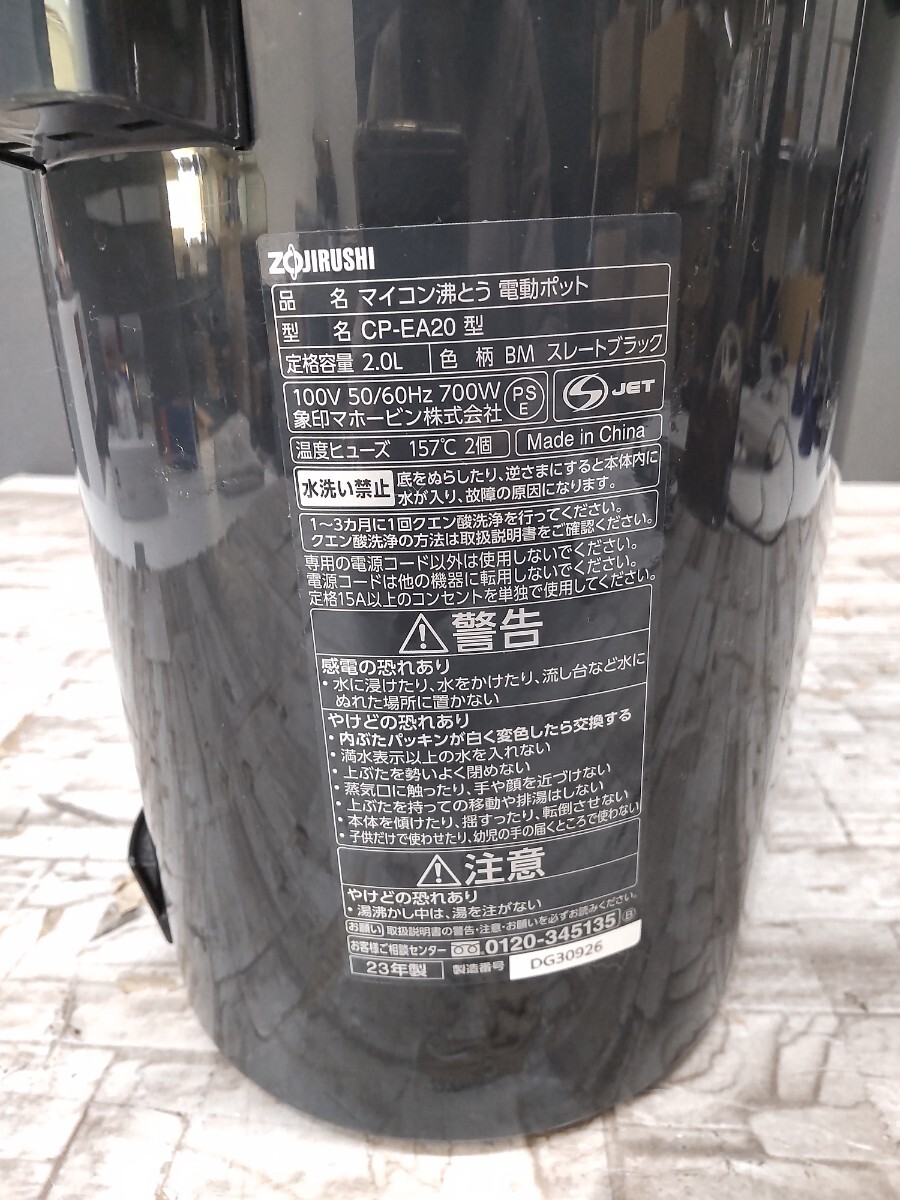 ZOJIRUSHI
品 名 マイコン沸とう 電動ポット
型 名 CP-EA20 型
定格容量 2.0L 色 柄 BM スレートブラック
100V 50/60Hz 700W
象印マホービン株式会社
PS
E
JET
温度ヒューズ 157℃ 2個 Made in China
水洗い禁止
底をぬらしたり、逆さまにすると本体内に
水が入り、故障の原因になります。
1～3カ月に1回クエン酸洗浄を行ってください。
クエン酸洗浄の方法は取扱説明書をご確認ください。
専用の電源コード以外は使用しないでください。
電源コードは他の機器に転用しないでください。
定格15A以上のコンセントを単独で使用してください。
警告
感電の恐れあり
・水に浸けたり、水をかけたり、流し台など水に
ぬれた場所に置かない
やけどの恐れあり
・内ぶたパッキンが白く変色したら交換する
・満水表示以上の水を入れない
・上ぶたを勢いよく閉めない
・蒸気口に触ったり、手や顔を近づけない
・上ぶたを持っての移動や排湯はしない
・本体を傾けたり、揺すったり、転倒させない
・子供だけで使わせたり、幼児の手の届くところで使わない
注意
やけどの恐れあり
・湯沸かし中は、湯を注がない
お願い 取扱説明書の警告・注意・お願いを必ずお読みください。
お客様ご相談センター 0120-345135 B
23年製 製造番号 DG30926